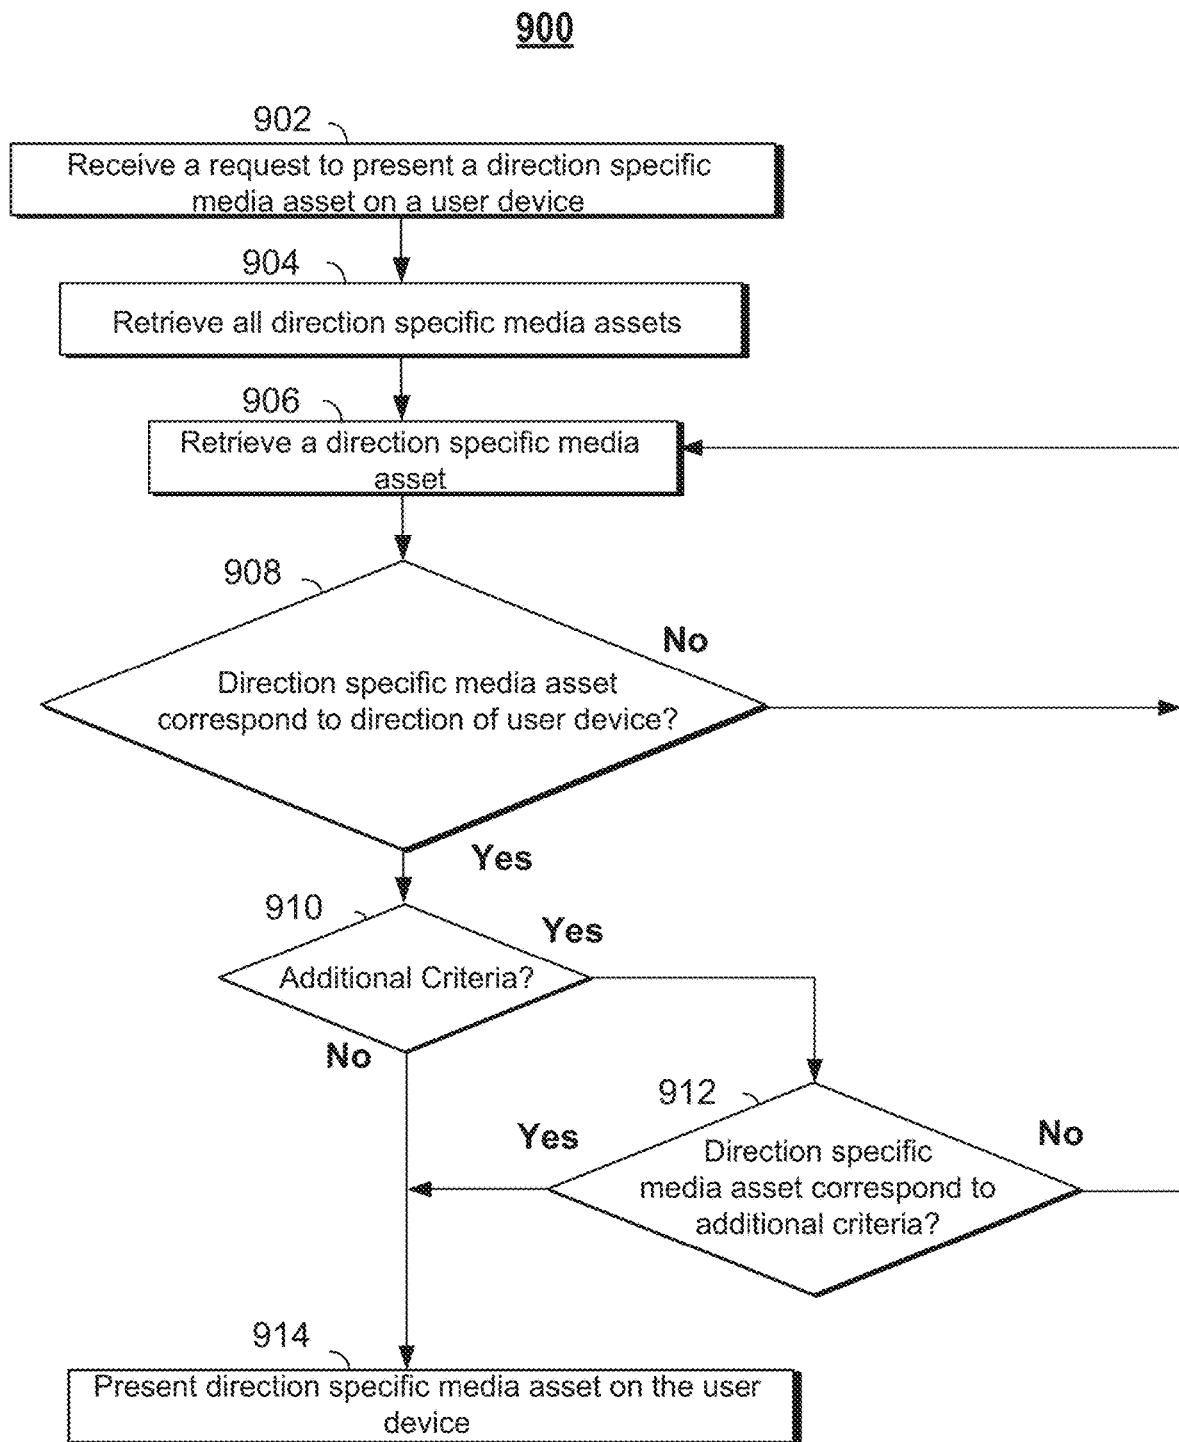 900
902
Receive a request to present a direction specific
media asset on a user device
904
Retrieve all direction specific media assets
906
Retrieve a direction specific media
asset
908
No
Direction specific media asset
correspond to direction of user device?
Yes
910
Yes
Additional Criteria?
No
912
Yes
No
Direction specific
media asset correspond to
additional criteria?
914
Present direction specific media asset on the user
device